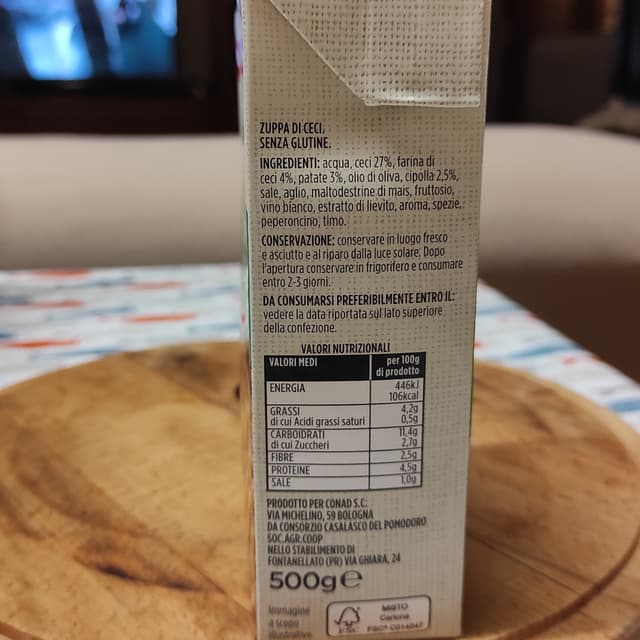 ZUPPA DI CECI.
SENZA GLUTINE.
INGREDIENTI: acqua, ceci 27%, farina di
ceci 4%, patate 3%, olio di oliva, cipolla 2,5%,
sale, aglio, maltodestrine di mais, fruttosio,
vino bianco, estratto di lievito, aroma, spezie,
peperoncino, timo.
CONSERVAZIONE: conservare in luogo fresco
e asciutto e al riparo dalla luce solare. Dopo
l'apertura conservare in frigorifero e consumare
entro 2-3 giorni.
DA CONSUMARSI PREFERIBILMENTE ENTRO IL:
vedere la data riportata sul lato superiore
della confezione.
VALORI NUTRIZIONALI
VALORI MEDI per 100g
di prodotto
ENERGIA 446kJ
106kcal
GRASSI 4,2g
di cui Acidi grassi saturi 0,5g
CARBOIDRATI 11,4g
di cui Zuccheri 2,7g
FIBRE 2,5g
PROTEINE 4,5g
SALE 1,0g
PRODOTTO PER CONAD S.C.
VIA MICHELINO, 59 BOLOGNA
DA CONSORZIO CASALASCO DEL POMODORO
SOC.AGR.COOP
NELLO STABILIMENTO DI
FONTANELLATO (PR) VIA GHIARA, 24
500g e
Immagine
a scopo
illustrativo
FSC
MISTO
Cartone
FSC® C014047